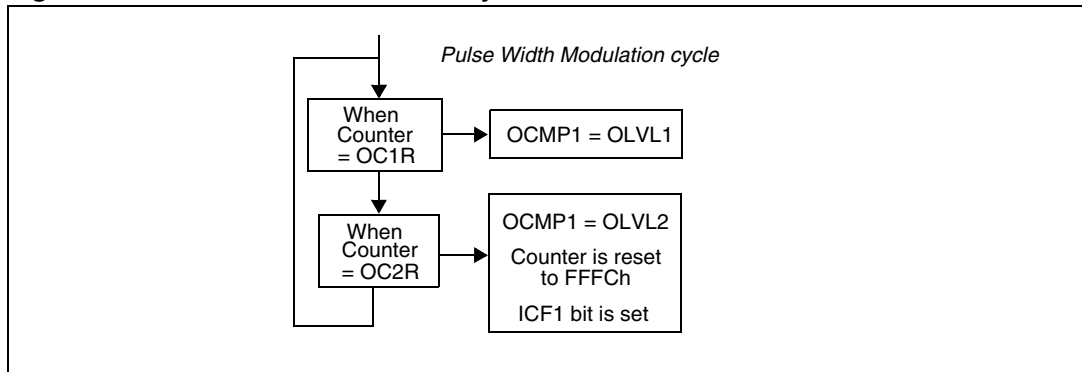 Pulse Width Modulation cycle
When
Counter
= OC1R
OCMP1 = OLVL1
When
Counter
= OC2R
OCMP1 = OLVL2
Counter is reset
to FFFCh
ICF1 bit is set